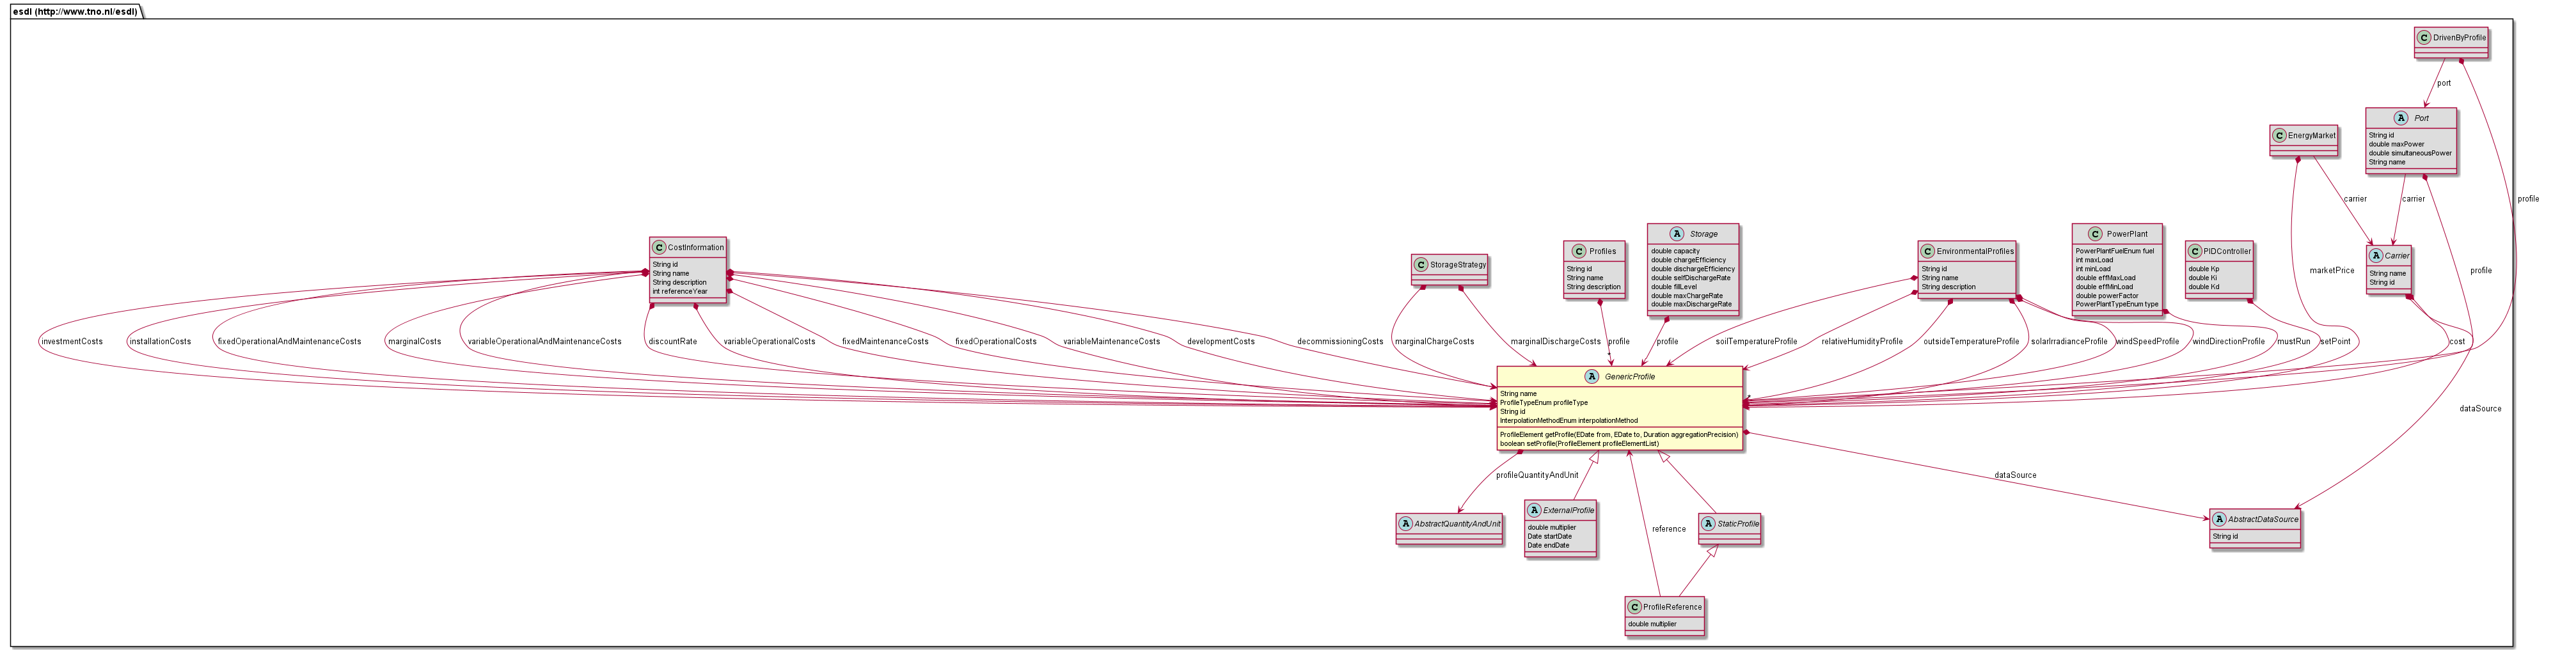 esdl (http://www.tno.nl/esdl)
C DrivenByProfile
port
profile
A Port
String id
double maxPower
double simultaneousPower
String name
C EnergyMarket
carrier
carrier
marketPrice
profile
C CostInformation
String id
String name
String description
int referenceYear
C StorageStrategy
C Profiles
String id
String name
String description
A Storage
double capacity
double chargeEfficiency
double dischargeEfficiency
double selfDischargeRate
double fillLevel
double maxChargeRate
double maxDischargeRate
C EnvironmentalProfiles
String id
String name
String description
C PowerPlant
PowerPlantFuelEnum fuel
int maxLoad
int minLoad
double effMaxLoad
double effMinLoad
double powerFactor
PowerPlantTypeEnum type
C PIDController
double Kp
double Ki
double Kd
A Carrier
String name
String id
investmentCosts
installationCosts
fixedOperationalAndMaintenanceCosts
marginalCosts
variableOperationalAndMaintenanceCosts
discountRate
variableOperationalCosts
fixedMaintenanceCosts
fixedOperationalCosts
variableMaintenanceCosts
developmentCosts
decommissioningCosts
marginalChargeCosts
marginalDischargeCosts
profile
*
profile
soilTemperatureProfile
relativeHumidityProfile
outsideTemperatureProfile
solarIrradianceProfile
windSpeedProfile
windDirectionProfile
mustRun
setPoint
cost
A GenericProfile
String name
ProfileTypeEnum profileType
String id
InterpolationMethodEnum interpolationMethod
ProfileElement getProfile(EDate from, EDate to, Duration aggregationPrecision)
boolean setProfile(ProfileElement profileElementList)
*
dataSource
profileQuantityAndUnit
dataSource
reference
A AbstractQuantityAndUnit
A ExternalProfile
double multiplier
Date startDate
Date endDate
A StaticProfile
A AbstractDataSource
String id
C ProfileReference
double multiplier